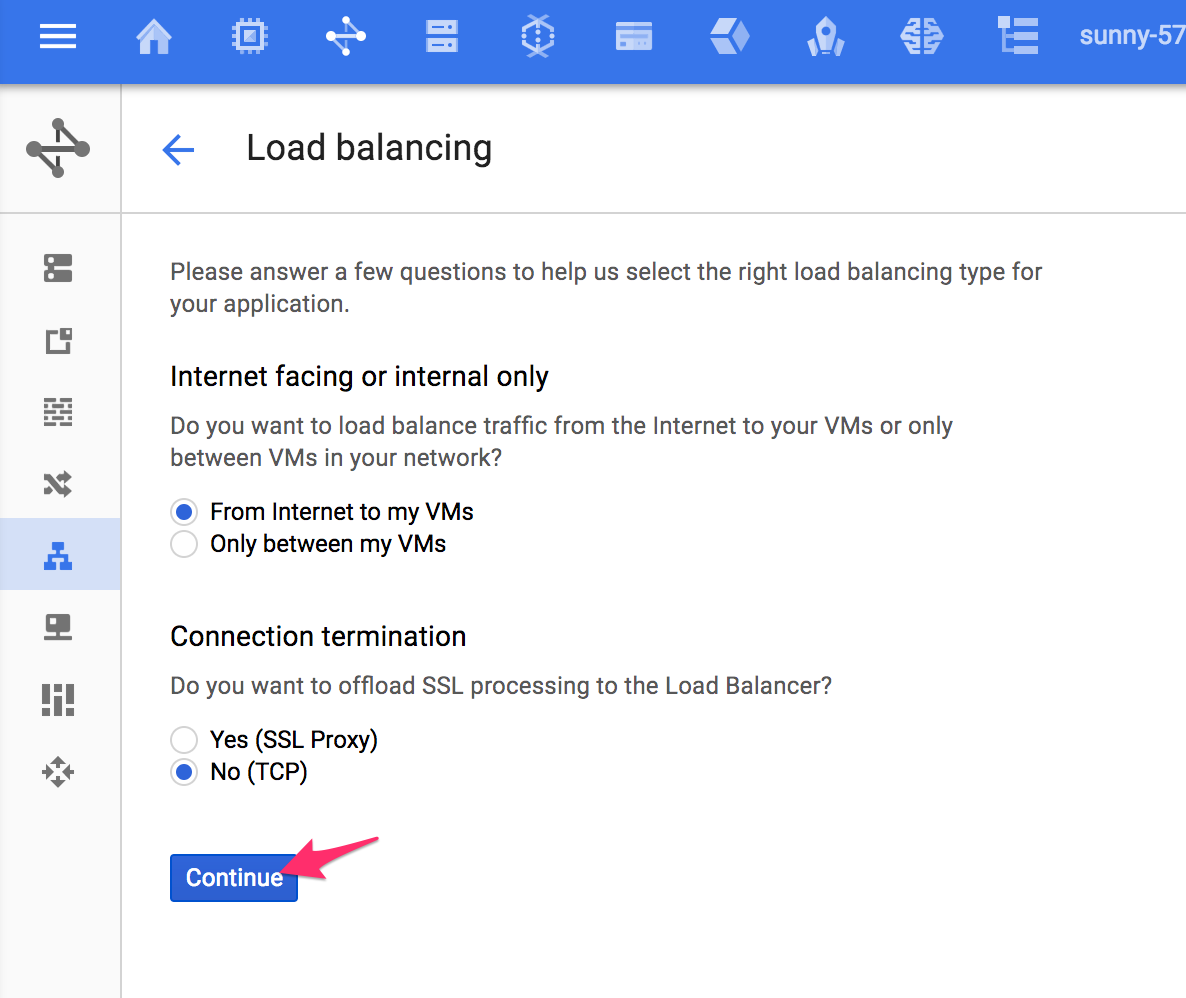 sunny-57
Load balancing
Please answer a few questions to help us select the right load balancing type for
your application.
Internet facing or internal only
Do you want to load balance traffic from the Internet to your VMs or only
between VMs in your network?
From Internet to my VMs
Only between my VMs
Connection termination
Do you want to offload SSL processing to the Load Balancer?
Yes (SSL Proxy)
No (TCP)
Continue